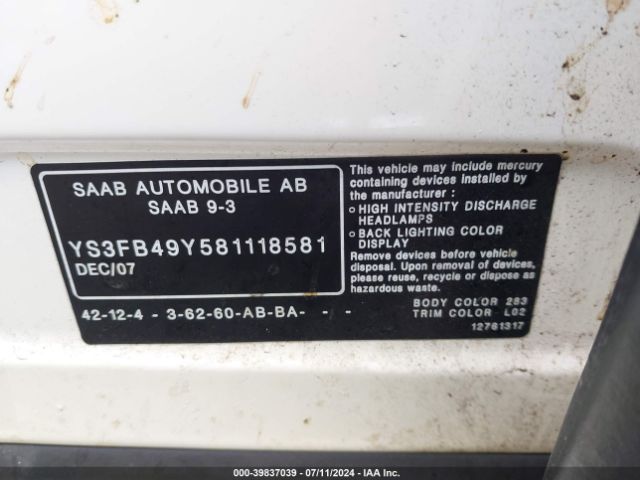 SAAB AUTOMOBILE AB
SAAB 9-3
YS3FB49Y581118581
DEC/07
42-12-4 - 3-62-60-AB-BA- - -
This vehicle may include mercury
containing devices installed by
the manufacturer :
o HIGH INTENSITY DISCHARGE
HEADLAMPS
o BACK LIGHTING COLOR
DISPLAY
Remove devices before vehicle
disposal. Upon removal of devices,
please reuse, recycle or dispose as
hazardous waste.
BODY COLOR 283
TRIM COLOR L02
12761317
000-39837039 - 07/11/2024 - IAAI.COM